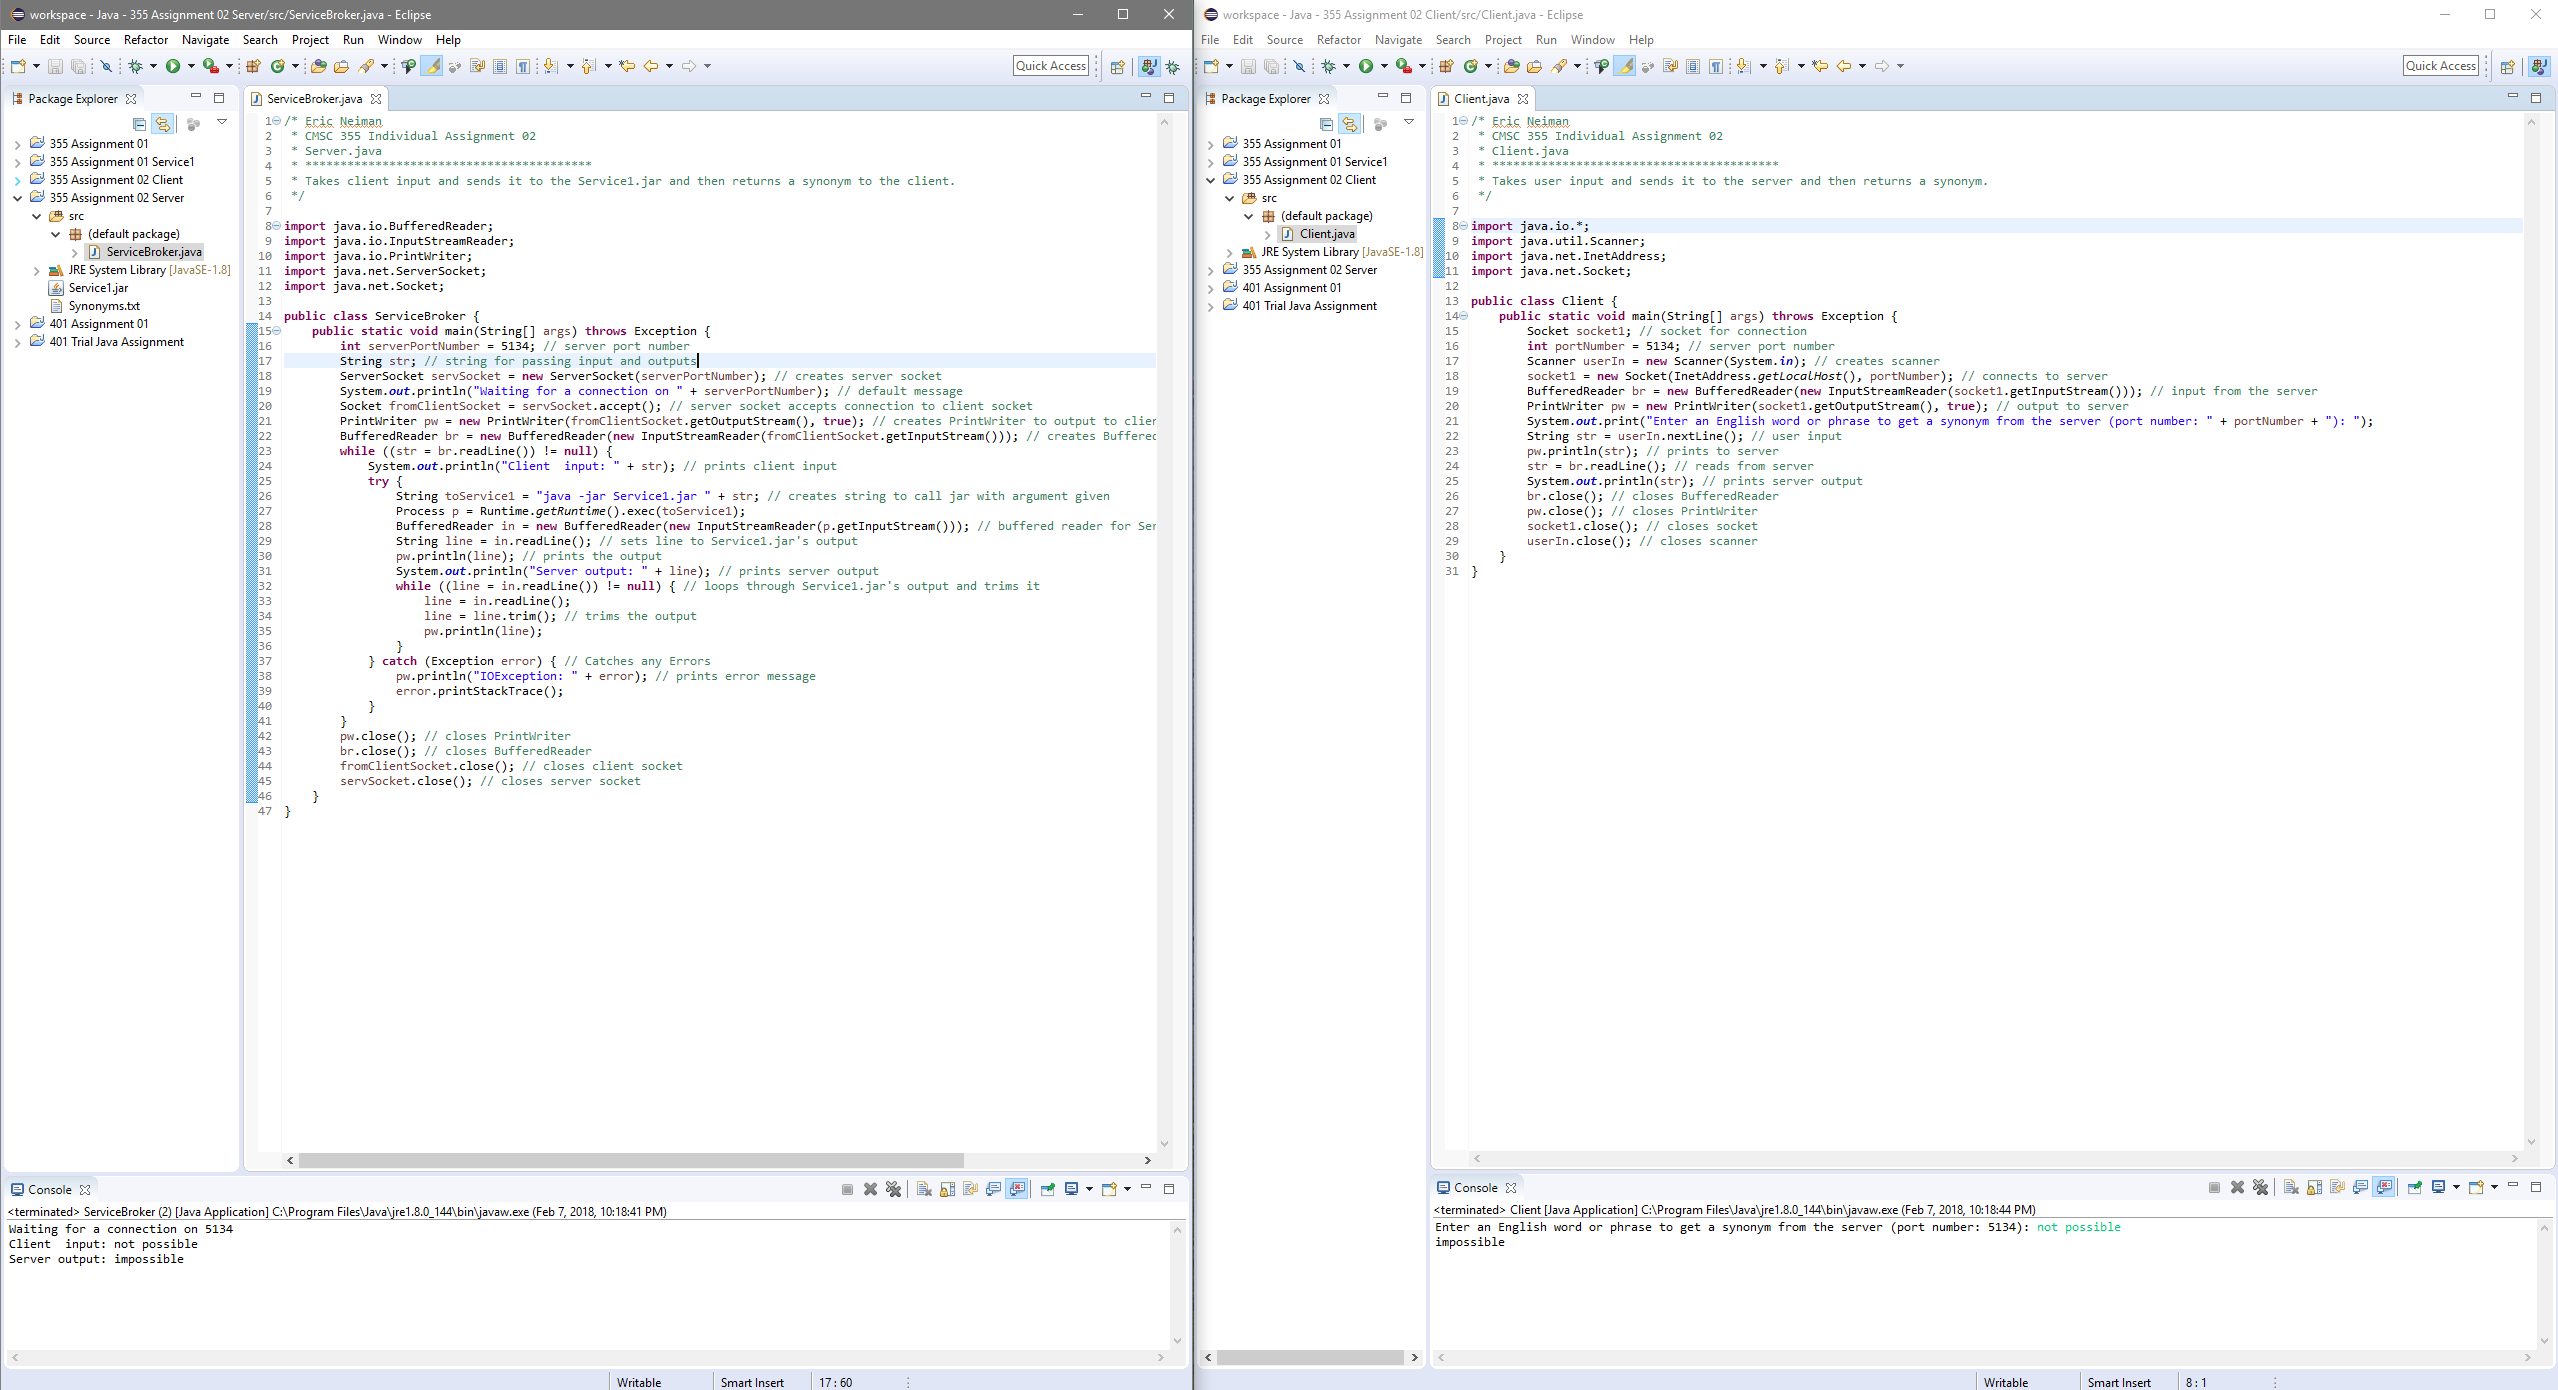 workspace - Java - 355 Assignment 02 Server/src/ServiceBroker.java - Eclipse
File Edit Source Refactor Navigate Search Project Run Window Help
Quick Access
Package Explorer
355 Assignment 01
355 Assignment 01 Service1
355 Assignment 02 Client
355 Assignment 02 Server
src
(default package)
ServiceBroker.java
JRE System Library [JavaSE-1.8]
Service1.jar
Synonyms.txt
401 Assignment 01
401 Trial Java Assignment
ServiceBroker.java
1 /* Eric Neiman
2  * CMSC 355 Individual Assignment 02
3  * Server.java
4  * *****************************************
5  * Takes client input and sends it to the Service1.jar and then returns a synonym to the client.
6  */
7
8 import java.io.BufferedReader;
9 import java.io.InputStreamReader;
10 import java.io.PrintWriter;
11 import java.net.ServerSocket;
12 import java.net.Socket;
13
14 public class ServiceBroker {
15     public static void main(String[] args) throws Exception {
16         int serverPortNumber = 5134; // server port number
17         String str; // string for passing input and outputs
18         ServerSocket servSocket = new ServerSocket(serverPortNumber); // creates server socket
19         System.out.println("Waiting for a connection on " + serverPortNumber); // default message
20         Socket fromClientSocket = servSocket.accept(); // server socket accepts connection to client socket
21         PrintWriter pw = new PrintWriter(fromClientSocket.getOutputStream(), true); // creates PrintWriter to output to clier
22         BufferedReader br = new BufferedReader(new InputStreamReader(fromClientSocket.getInputStream())); // creates Bufferec
23         while ((str = br.readLine()) != null) {
24             System.out.println("Client  input: " + str); // prints client input
25             try {
26                 String toService1 = "java -jar Service1.jar " + str; // creates string to call jar with argument given
27                 Process p = Runtime.getRuntime().exec(toService1);
28                 BufferedReader in = new BufferedReader(new InputStreamReader(p.getInputStream())); // buffered reader for Ser
29                 String line = in.readLine(); // sets line to Service1.jar's output
30                 pw.println(line); // prints the output
31                 System.out.println("Server output: " + line); // prints server output
32                 while ((line = in.readLine()) != null) { // loops through Service1.jar's output and trims it
33                     line = in.readLine();
34                     line = line.trim(); // trims the output
35                     pw.println(line);
36                 }
37             } catch (Exception error) { // Catches any Errors
38                 pw.println("IOException: " + error); // prints error message
39                 error.printStackTrace();
40             }
41         }
42         pw.close(); // closes PrintWriter
43         br.close(); // closes BufferedReader
44         fromClientSocket.close(); // closes client socket
45         servSocket.close(); // closes server socket
46     }
47 }
Console
<terminated> ServiceBroker (2) [Java Application] C:\Program Files\Java\jre1.8.0_144\bin\javaw.exe (Feb 7, 2018, 10:18:41 PM)
Waiting for a connection on 5134
Client  input: not possible
Server output: impossible
Writable Smart Insert 17 : 60
workspace - Java - 355 Assignment 02 Client/src/Client.java - Eclipse
File Edit Source Refactor Navigate Search Project Run Window Help
Quick Access
Package Explorer
355 Assignment 01
355 Assignment 01 Service1
355 Assignment 02 Client
src
(default package)
Client.java
JRE System Library [JavaSE-1.8]
355 Assignment 02 Server
401 Assignment 01
401 Trial Java Assignment
Client.java
1 /* Eric Neiman
2  * CMSC 355 Individual Assignment 02
3  * Client.java
4  * *****************************************
5  * Takes user input and sends it to the server and then returns a synonym.
6  */
7
8 import java.io.*;
9 import java.util.Scanner;
10 import java.net.InetAddress;
11 import java.net.Socket;
12
13 public class Client {
14     public static void main(String[] args) throws Exception {
15         Socket socket1; // socket for connection
16         int portNumber = 5134; // server port number
17         Scanner userIn = new Scanner(System.in); // creates scanner
18         socket1 = new Socket(InetAddress.getLocalHost(), portNumber); // connects to server
19         BufferedReader br = new BufferedReader(new InputStreamReader(socket1.getInputStream())); // input from the server
20         PrintWriter pw = new PrintWriter(socket1.getOutputStream(), true); // output to server
21         System.out.print("Enter an English word or phrase to get a synonym from the server (port number: " + portNumber + "): ");
22         String str = userIn.nextLine(); // user input
23         pw.println(str); // prints to server
24         str = br.readLine(); // reads from server
25         System.out.println(str); // prints server output
26         br.close(); // closes BufferedReader
27         pw.close(); // closes PrintWriter
28         socket1.close(); // closes socket
29         userIn.close(); // closes scanner
30     }
31 }
Console
<terminated> Client [Java Application] C:\Program Files\Java\jre1.8.0_144\bin\javaw.exe (Feb 7, 2018, 10:18:44 PM)
Enter an English word or phrase to get a synonym from the server (port number: 5134): not possible
impossible
Writable Smart Insert 8 : 1